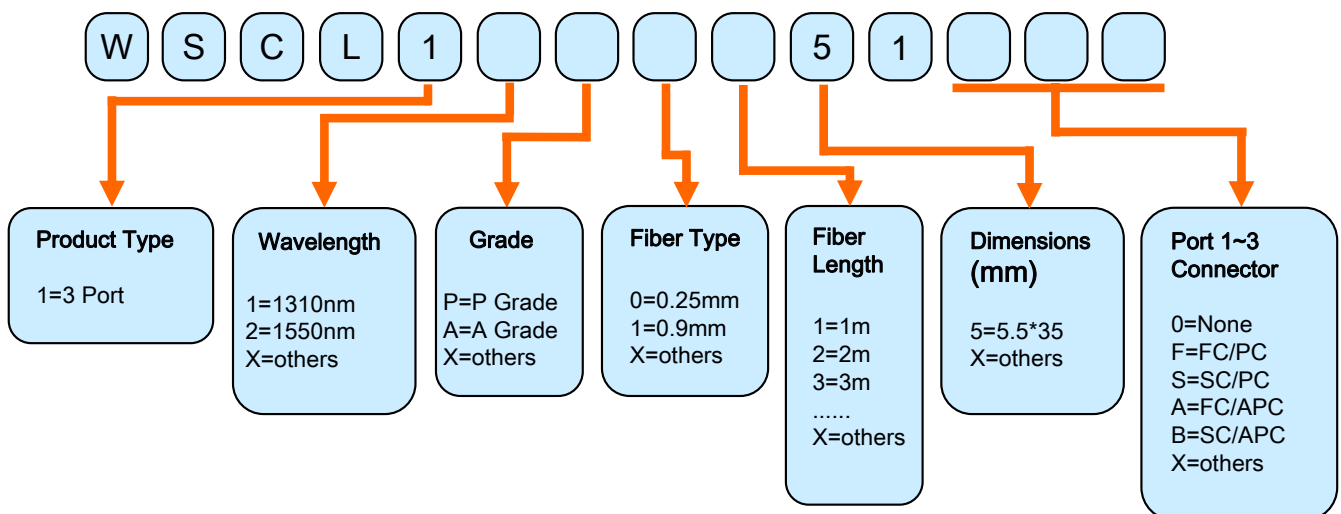 W S C L 1 5 1
Product Type
1=3 Port
Wavelength
1=1310nm
2=1550nm
X=others
Grade
P=P Grade
A=A Grade
X=others
Fiber Type
0=0.25mm
1=0.9mm
X=others
Fiber
Length
1=1m
2=2m
3=3m
......
X=others
Dimensions
(mm)
5=5.5*35
X=others
Port 1~3
Connector
0=None
F=FC/PC
S=SC/PC
A=FC/APC
B=SC/APC
X=others